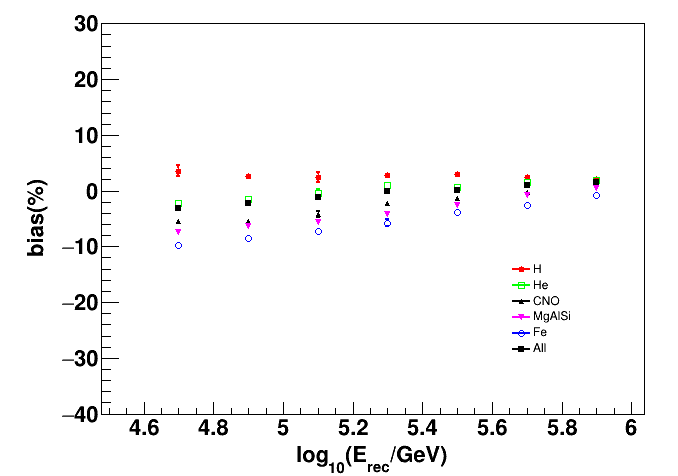 30
20
10
0
−10
−20
−30
−40
bias(%)
H
He
CNO
MgAlSi
Fe
All
4.6 4.8 5 5.2 5.4 5.6 5.8 6
log10(Erec/GeV)